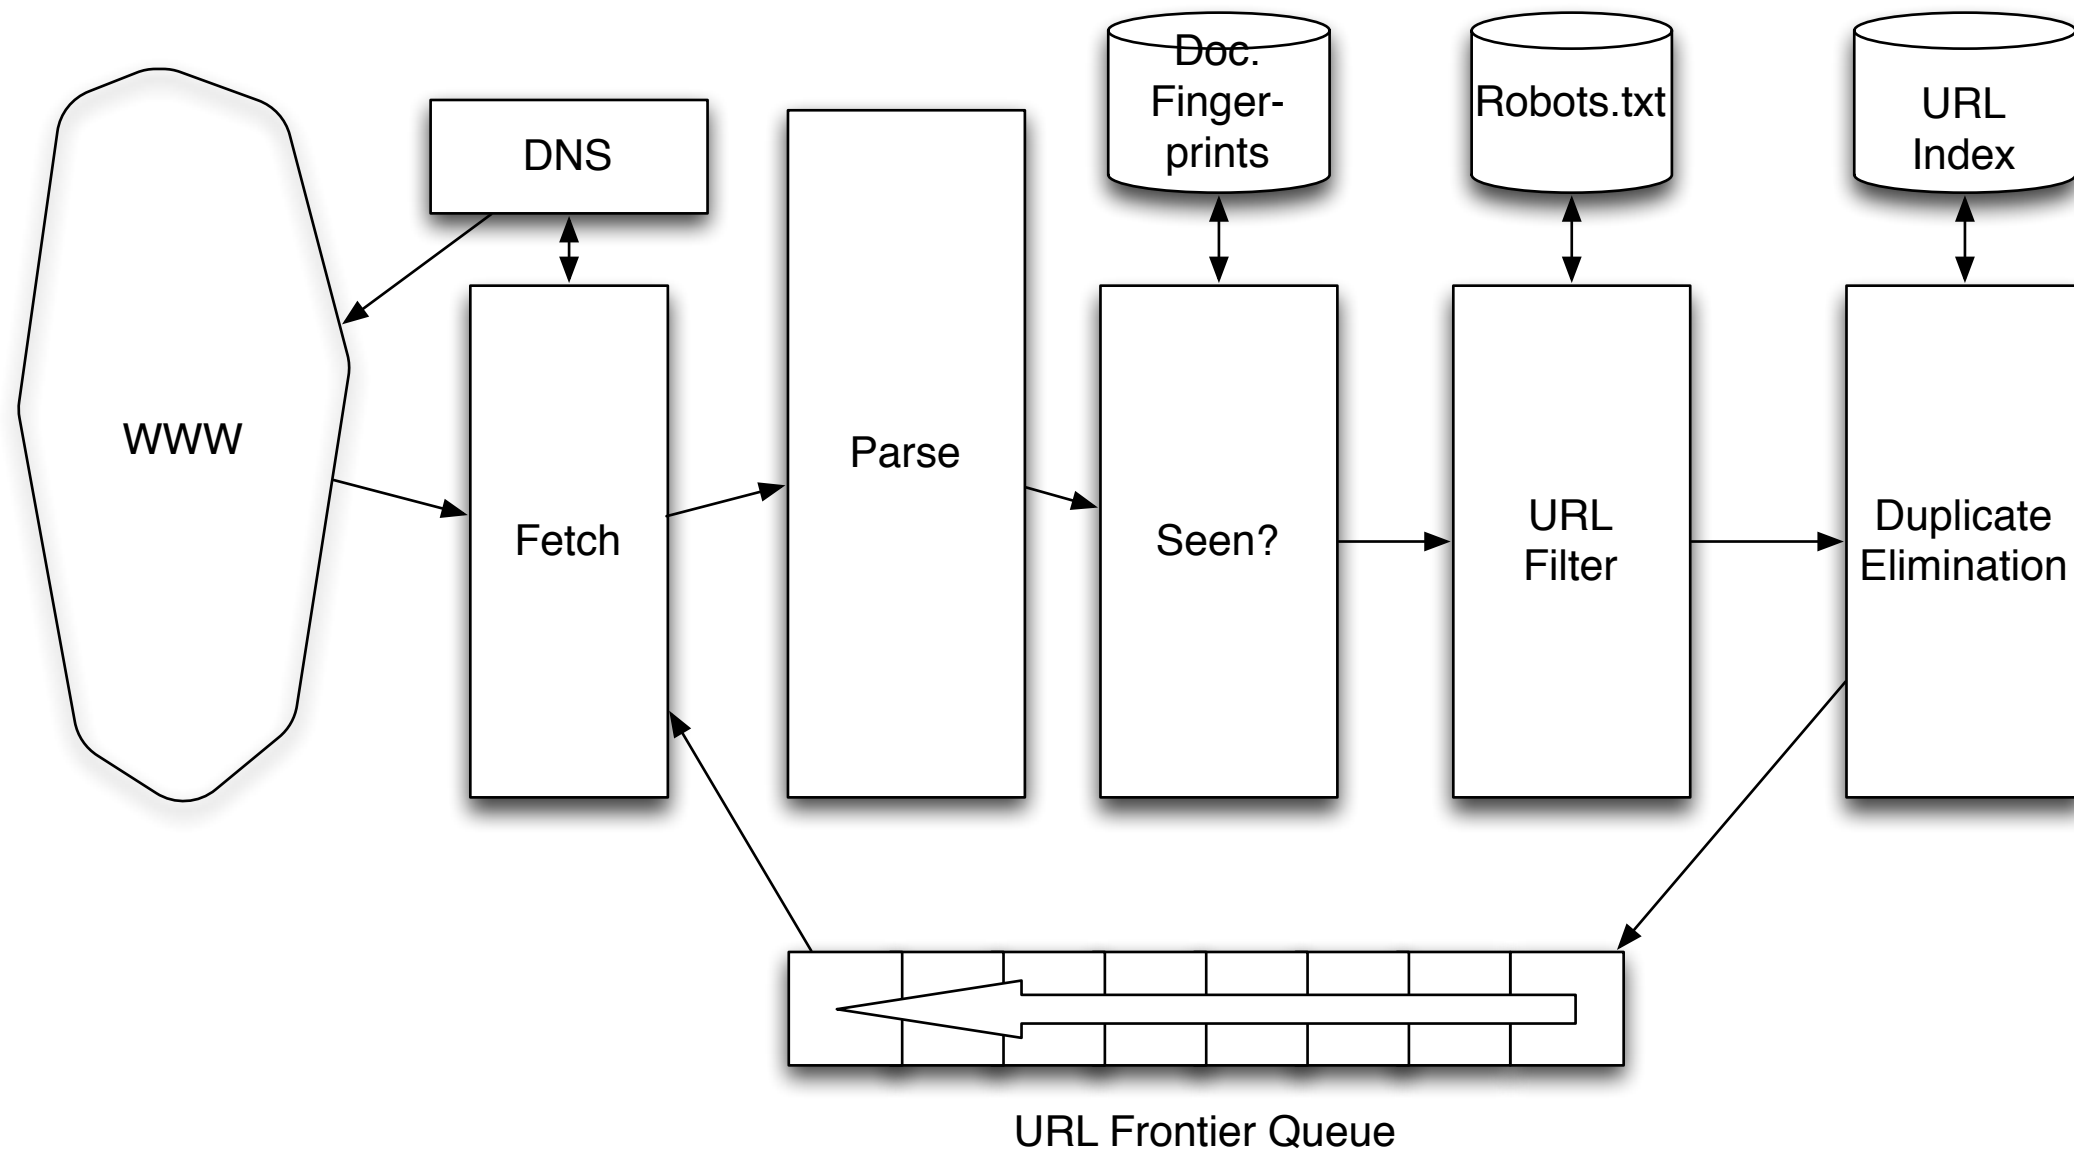 Doc.
Finger-
prints
Robots.txt
URL
Index
DNS
WWW
Parse
Fetch
Seen?
URL
Filter
Duplicate
Elimination
URL Frontier Queue